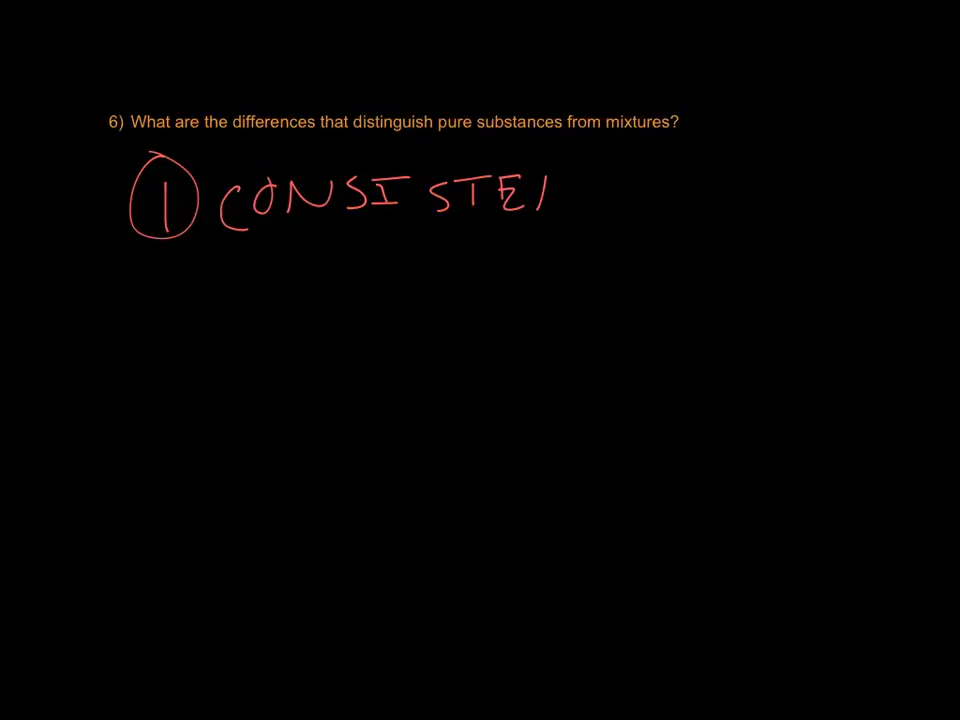 6) What are the differences that distinguish pure substances from mixtures?
1 CONSISTE